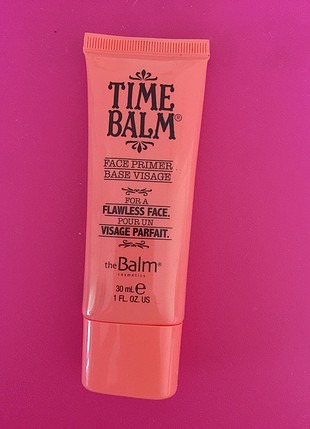 TIME
BALM®
FACE PRIMER
BASE VISAGE
FOR A
FLAWLESS FACE.
POUR UN
VISAGE PARFAIT.
theBalm®
cosmetics
30 mL ℮
1 FL. OZ. US